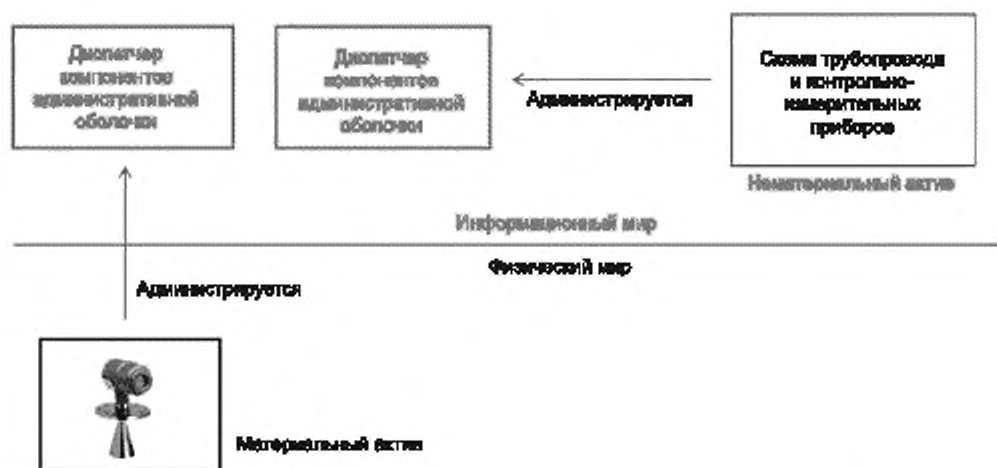 Диспетчер
компонентов
административной
оболочки
Диспетчер
компонентов
административной
оболочки
Администрируется
Схема трубопровода
и контрольно-
измерительных
приборов
Нематериальный актив
Информационный мир
Физический мир
Администрируется
Материальный актив